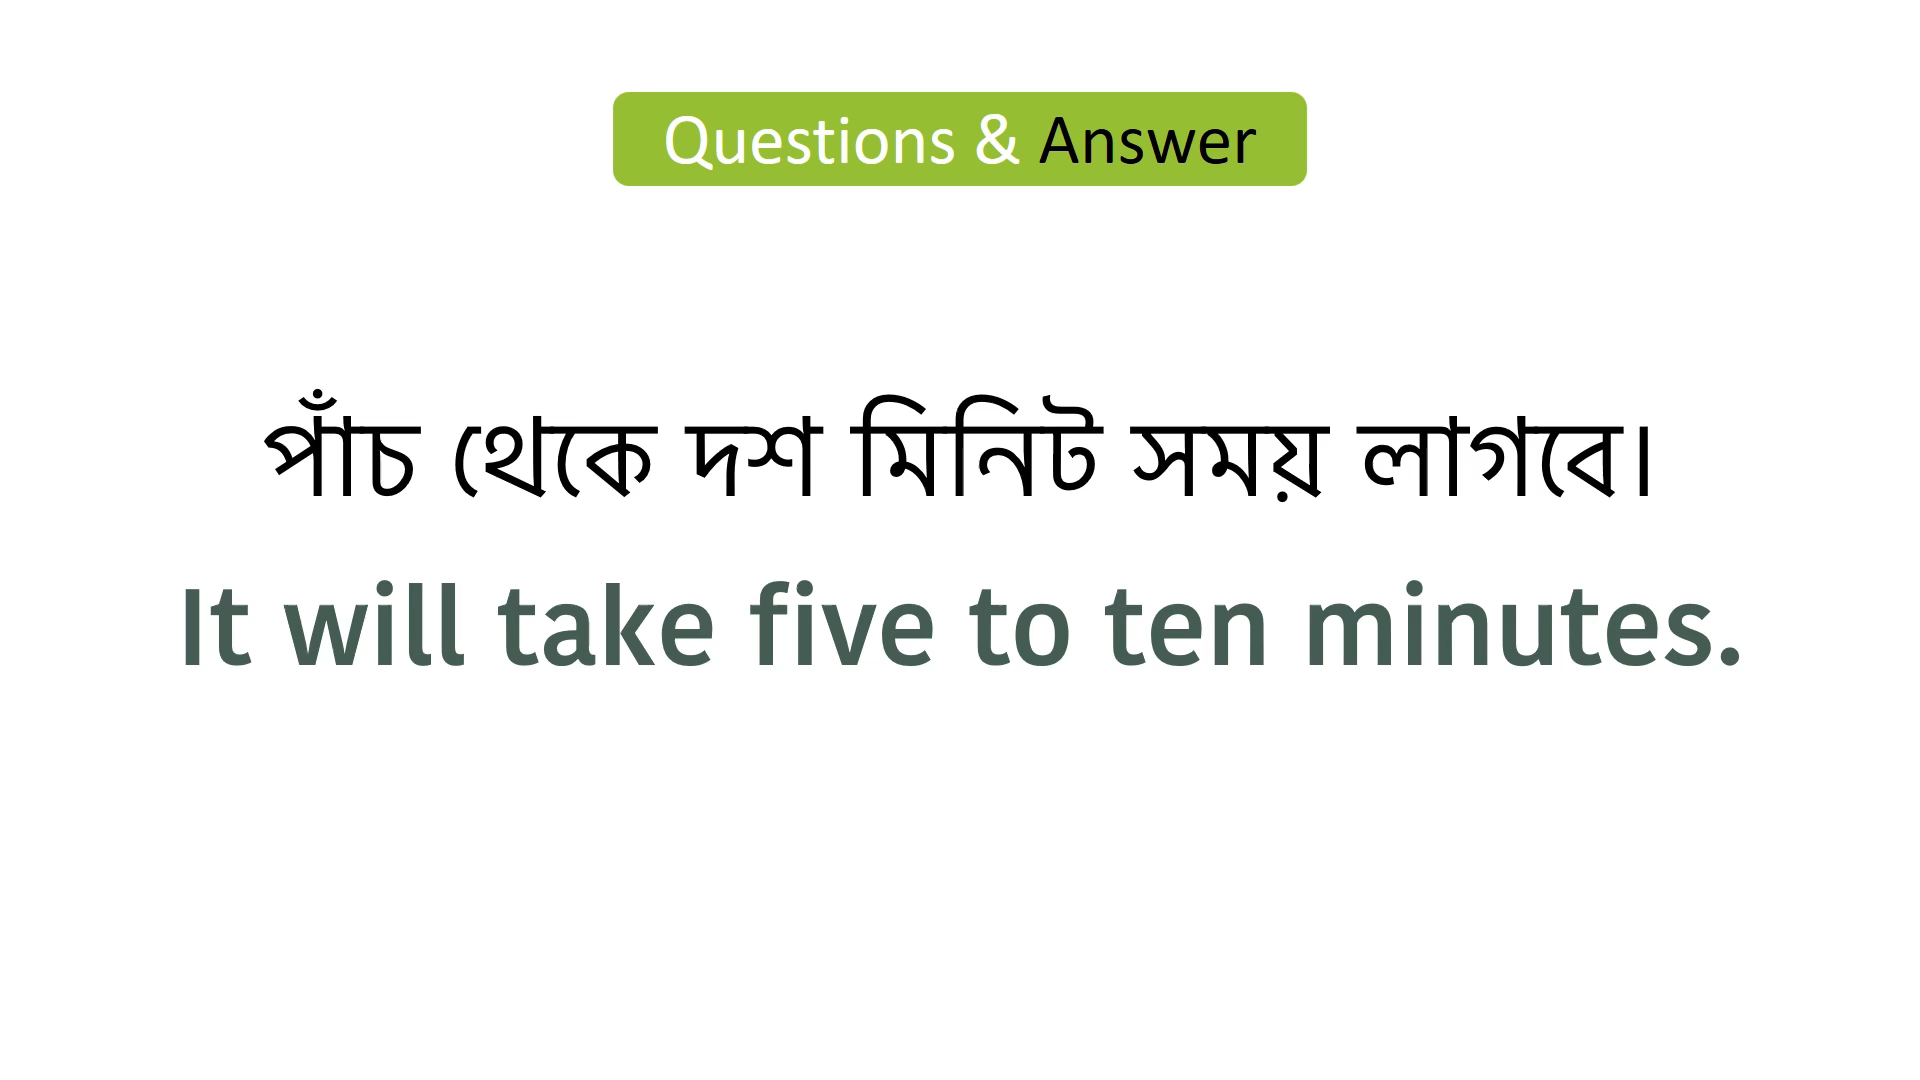 Questions & Answer
পাঁচ থেকে দশ মিনিট সময় লাগবে।
It will take five to ten minutes.